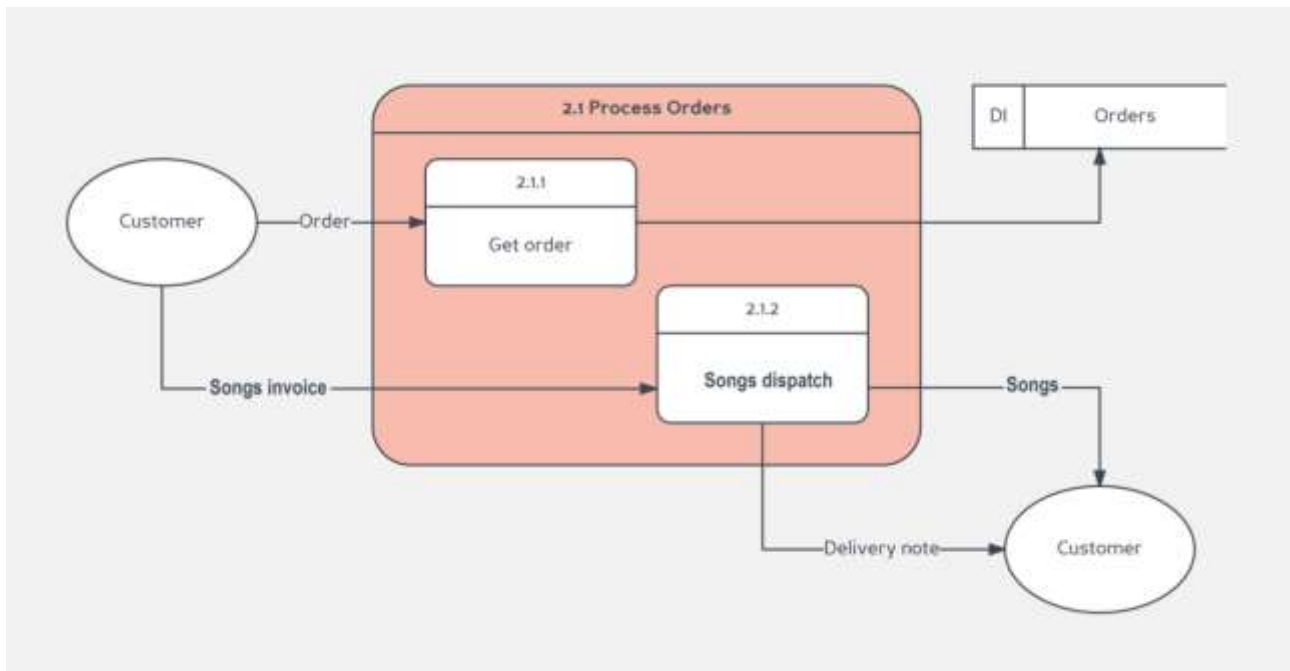 2.1 Process Orders
DI
Orders
2.1.1
Customer
Order
Get order
2.1.2
Songs invoice
Songs dispatch
Songs
Delivery note
Customer